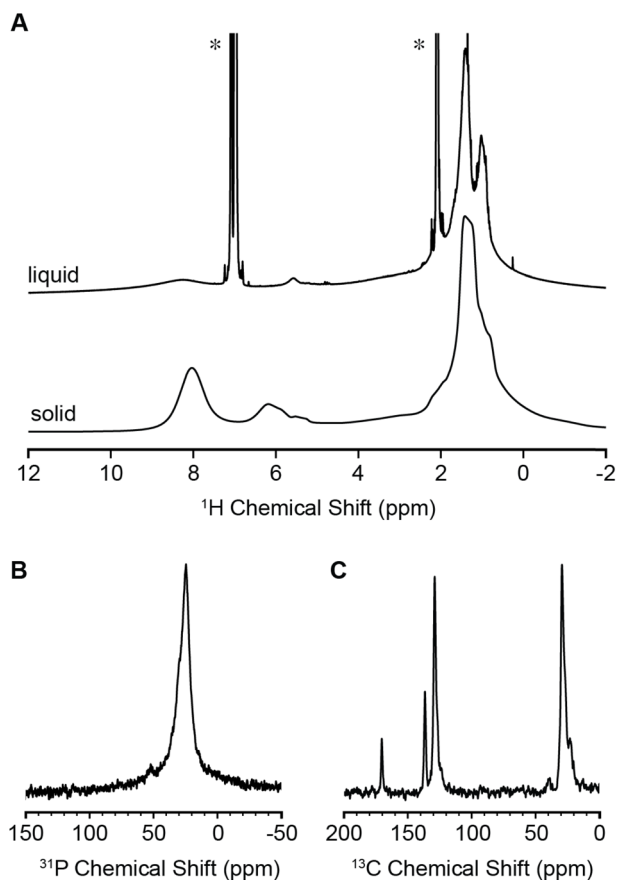 A
*
*
liquid
solid
12 10 8 6 4 2 0 -2
¹H Chemical Shift (ppm)
B
C
150 100 50 0 -50
200 150 100 50 0
³¹P Chemical Shift (ppm)
¹³C Chemical Shift (ppm)